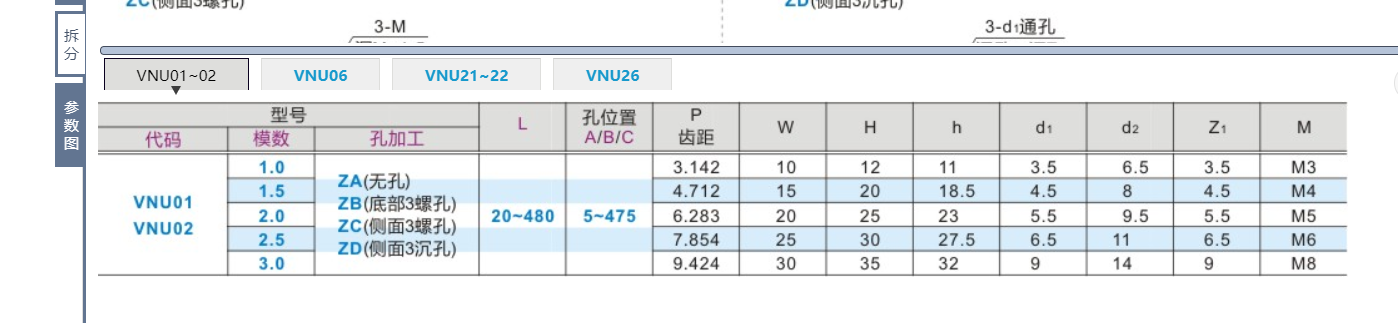 ZC(侧面3螺孔)
ZD(侧面3沉孔)
3-M
3-d1通孔
拆分
参数图
VNU01~02
VNU06
VNU21~22
VNU26
型号 L 孔位置 A/B/C P 齿距 W H h d1 d2 Z1 M
代码 模数 孔加工
VNU01
VNU02
ZA(无孔)
ZB(底部3螺孔)
ZC(侧面3螺孔)
ZD(侧面3沉孔)
20~480 5~475
1.0 3.142 10 12 11 3.5 6.5 3.5 M3
1.5 4.712 15 20 18.5 4.5 8 4.5 M4
2.0 6.283 20 25 23 5.5 9.5 5.5 M5
2.5 7.854 25 30 27.5 6.5 11 6.5 M6
3.0 9.424 30 35 32 9 14 9 M8